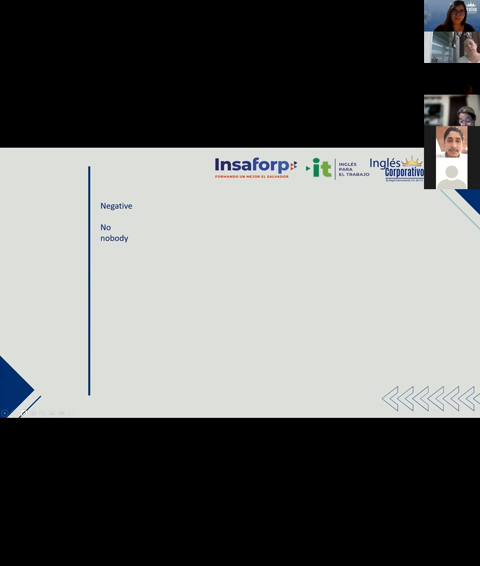 Insaforp
FORMANDO UN MEJOR EL SALVADOR
it
INGLÉS
PARA
EL TRABAJO
Inglés
Corporativo
Negative
No
nobody